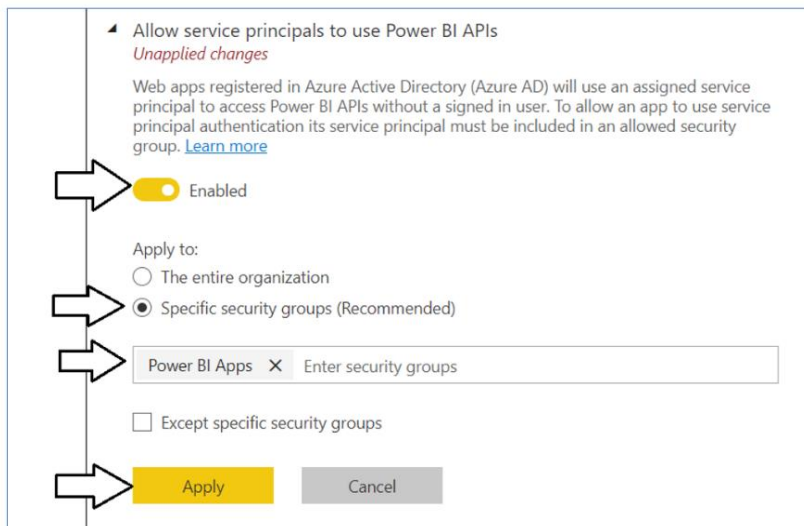 Allow service principals to use Power BI APIs
Unapplied changes
Web apps registered in Azure Active Directory (Azure AD) will use an assigned service
principal to access Power BI APIs without a signed in user. To allow an app to use service
principal authentication its service principal must be included in an allowed security
group. Learn more
Enabled
Apply to:
The entire organization
Specific security groups (Recommended)
Power BI Apps Enter security groups
Except specific security groups
Apply Cancel